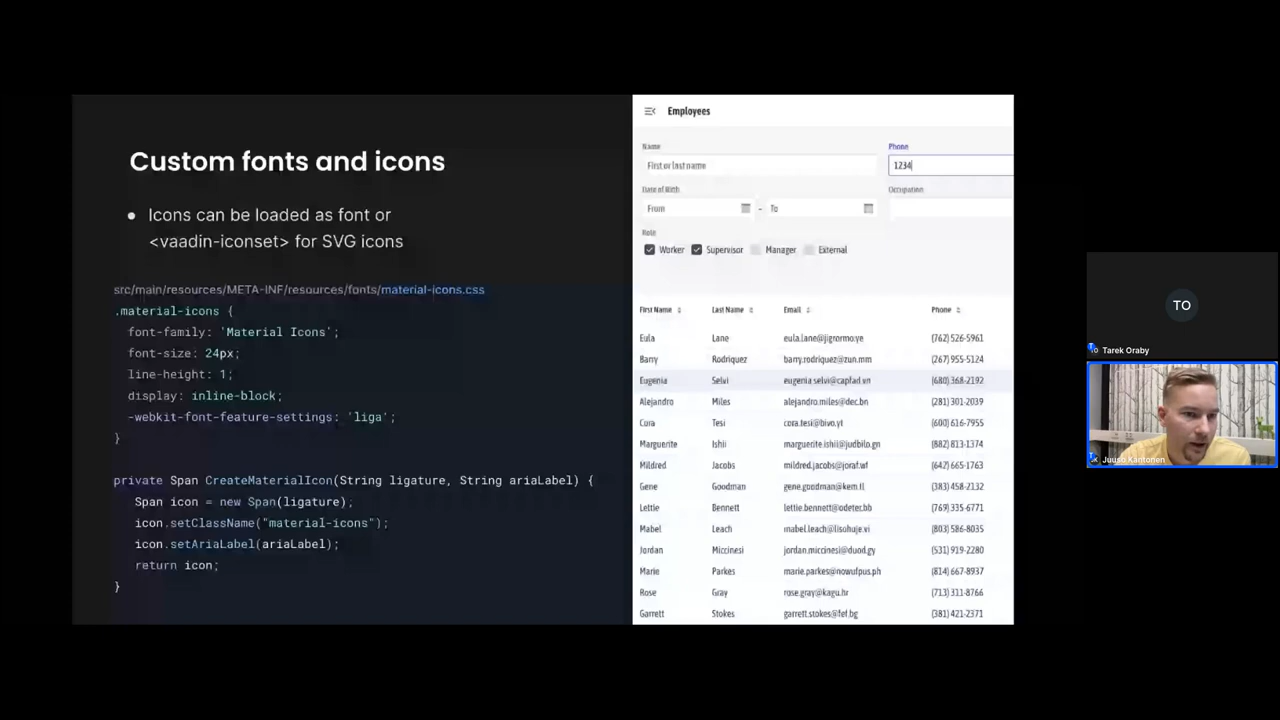 Custom fonts and icons
● Icons can be loaded as font or
<vaadin-iconset> for SVG icons
src/main/resources/META-INF/resources/fonts/material-icons.css
.material-icons {
font-family: 'Material Icons';
font-size: 24px;
line-height: 1;
display: inline-block;
-webkit-font-feature-settings: 'liga';
}
private Span CreateMaterialIcon(String ligature, String ariaLabel) {
Span icon = new Span(ligature);
icon.setClassName("material-icons");
icon.setAriaLabel(ariaLabel);
return icon;
}
Employees
Name Phone
First or last name 1234
Date of Birth Occupation
From – To
Role
Worker Supervisor Manager External
First Name Last Name Email Phone
Eula Lane eula.lane@jigrormo.ye (762) 526-5961
Barry Rodriquez barry.rodriquez@zun.mm (267) 955-5124
Eugenia Selvi eugenia.selvi@capfad.vn (680) 368-2192
Alejandro Miles alejandro.miles@dec.bn (281) 301-2039
Cora Tesi cora.tesi@bivo.yt (600) 616-7955
Marguerite Ishii marguerite.ishii@judbilo.gn (882) 813-1374
Mildred Jacobs mildred.jacobs@joraf.wf (642) 665-1763
Gene Goodman gene.goodman@kem.tl (383) 458-2132
Lettie Bennett lettie.bennett@odeter.bb (769) 335-6771
Mabel Leach mabel.leach@lisohuje.vi (803) 586-8035
Jordan Miccinesi jordan.miccinesi@duod.gy (531) 919-2280
Marie Parkes marie.parkes@nowufpus.ph (814) 667-8937
Rose Gray rose.gray@kagu.hr (713) 311-8766
Garrett Stokes garrett.stokes@fef.bg (381) 421-2371
TO
Tarek Oraby
Juuso Kantonen